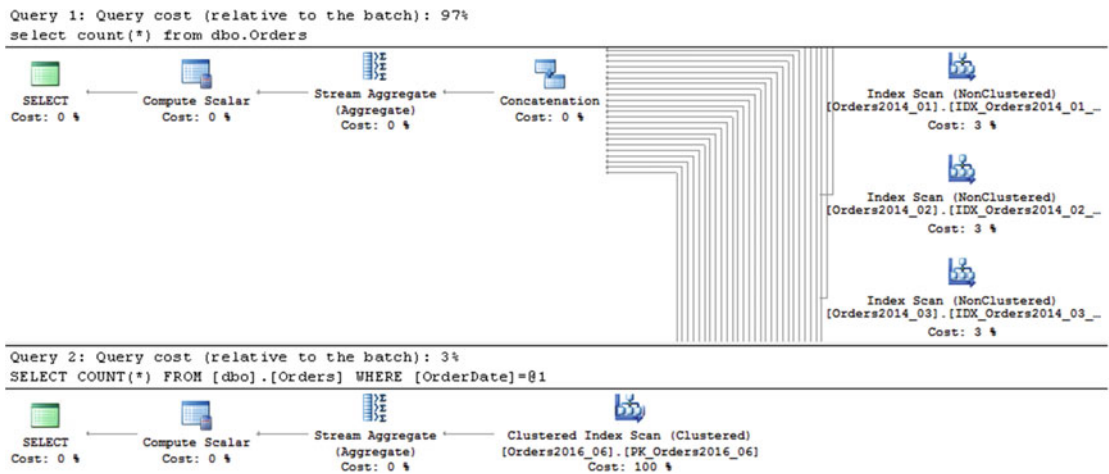 Query 1: Query cost (relative to the batch): 97%
select count(*) from dbo.Orders
SELECT
Cost: 0 %
Compute Scalar
Cost: 0 %
Stream Aggregate
(Aggregate)
Cost: 0 %
Concatenation
Cost: 0 %
Index Scan (NonClustered)
[Orders2014_01].[IDX_Orders2014_01_…
Cost: 3 %
Index Scan (NonClustered)
[Orders2014_02].[IDX_Orders2014_02_…
Cost: 3 %
Index Scan (NonClustered)
[Orders2014_03].[IDX_Orders2014_03_…
Cost: 3 %
Query 2: Query cost (relative to the batch): 3%
SELECT COUNT(*) FROM [dbo].[Orders] WHERE [OrderDate]=@1
SELECT
Cost: 0 %
Compute Scalar
Cost: 0 %
Stream Aggregate
(Aggregate)
Cost: 0 %
Clustered Index Scan (Clustered)
[Orders2016_06].[PK_Orders2016_06]
Cost: 100 %